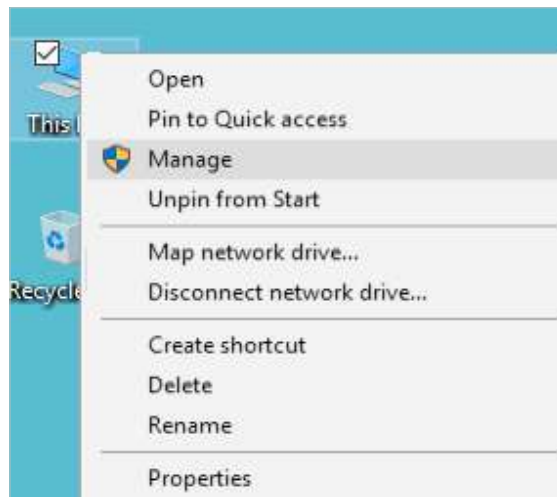 Open
This
Pin to Quick access
Manage
Unpin from Start
Map network drive...
Recycle
Disconnect network drive...
Create shortcut
Delete
Rename
Properties